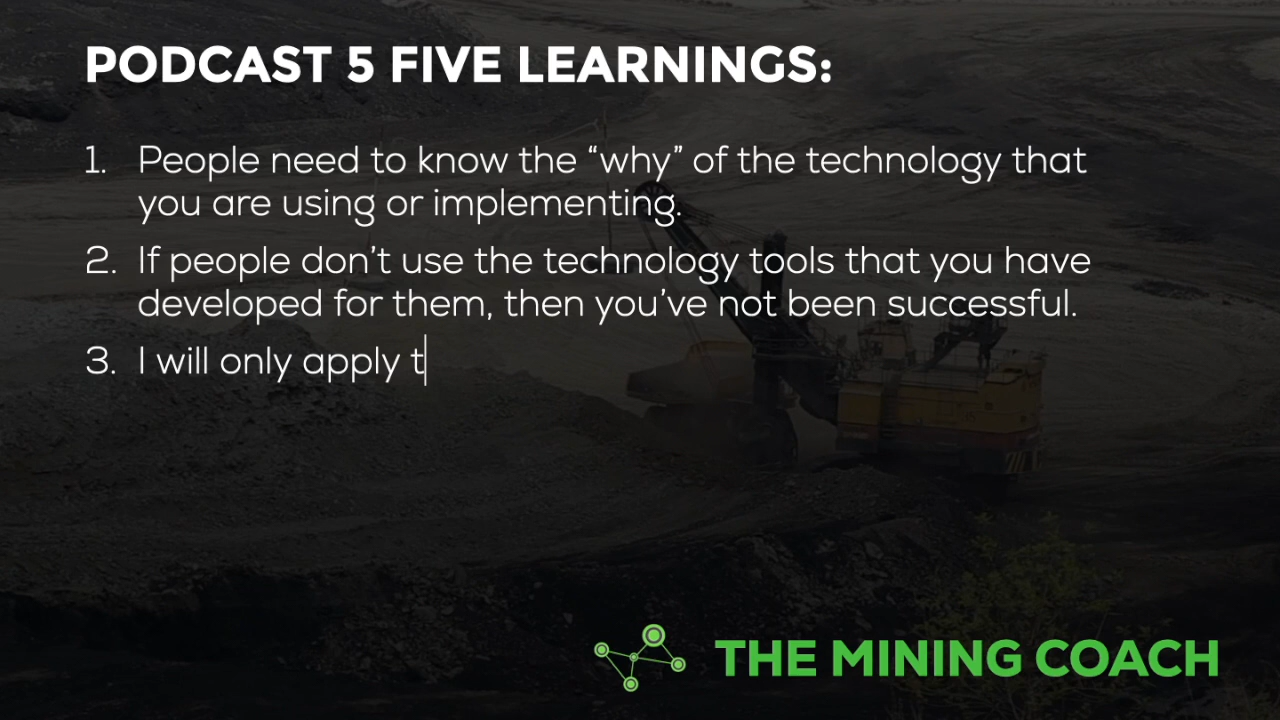 PODCAST 5 FIVE LEARNINGS:
1. People need to know the “why” of the technology that
you are using or implementing.
2. If people don’t use the technology tools that you have
developed for them, then you’ve not been successful.
3. I will only apply t
THE MINING COACH